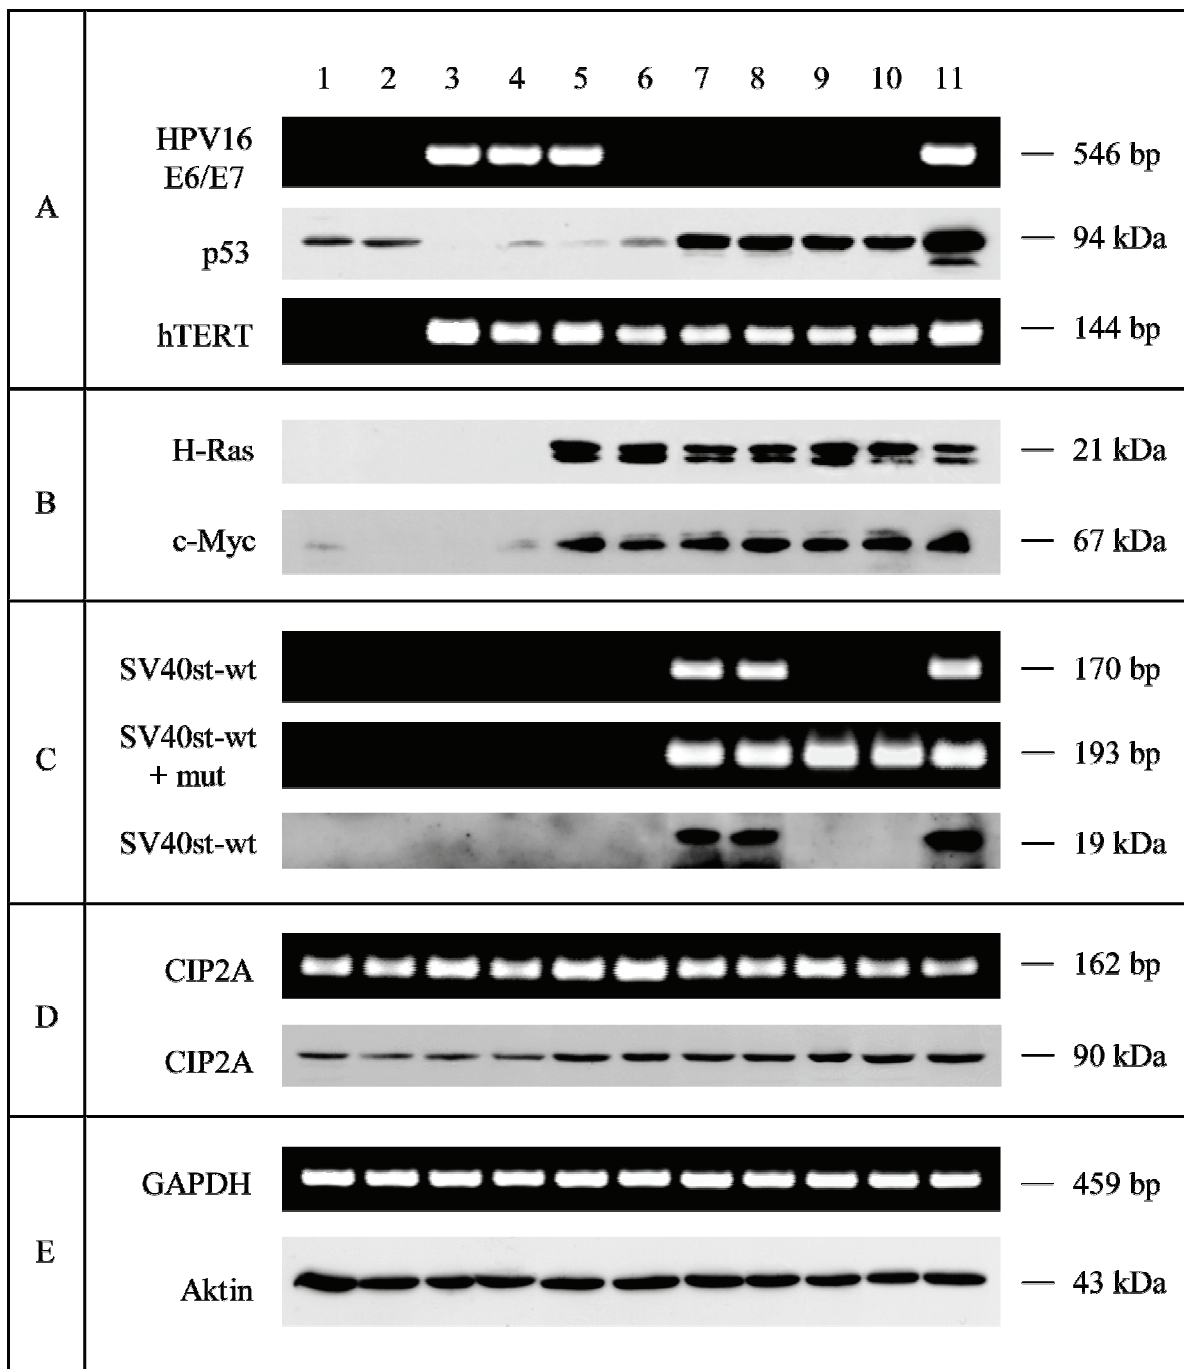 1 2 3 4 5 6 7 8 9 10 11
A
HPV16
E6/E7
546 bp
p53
94 kDa
hTERT
144 bp
B
H-Ras
21 kDa
c-Myc
67 kDa
C
SV40st-wt
170 bp
SV40st-wt
+ mut
193 bp
SV40st-wt
19 kDa
D
CIP2A
162 bp
CIP2A
90 kDa
E
GAPDH
459 bp
Aktin
43 kDa